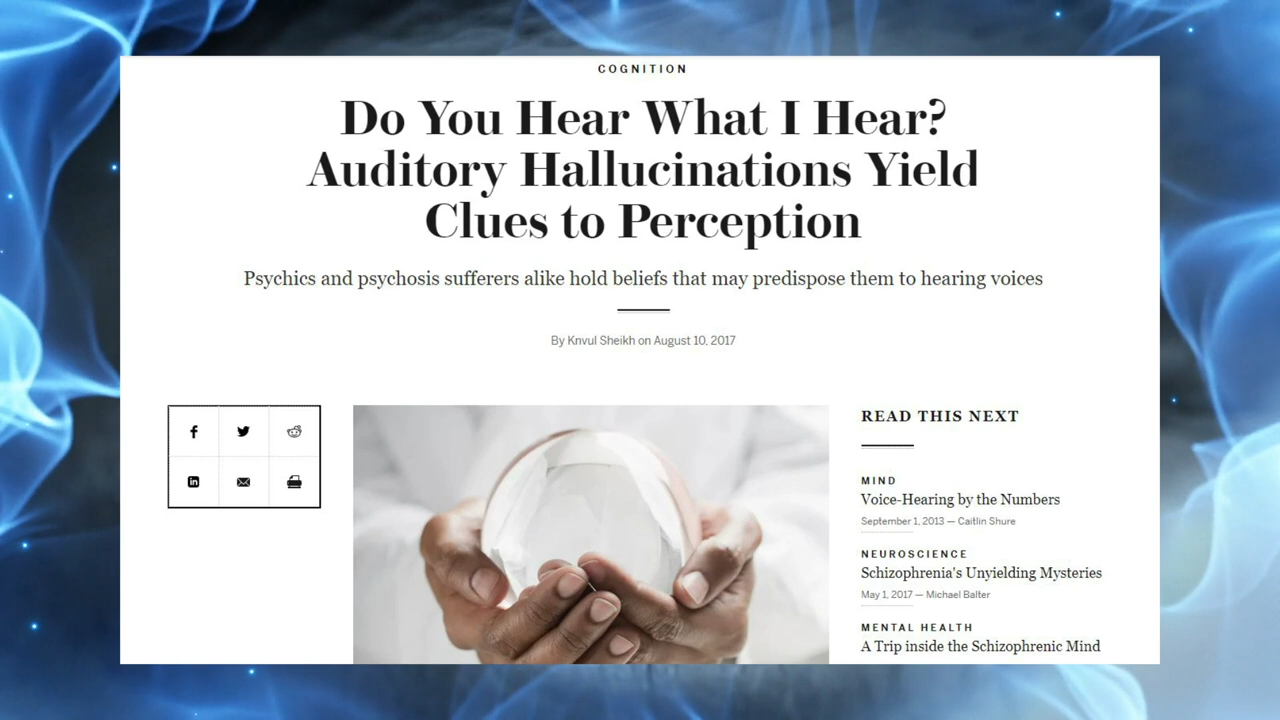 COGNITION
Do You Hear What I Hear?
Auditory Hallucinations Yield
Clues to Perception
Psychics and psychosis sufferers alike hold beliefs that may predispose them to hearing voices
By Knvul Sheikh on August 10, 2017
READ THIS NEXT
MIND
Voice-Hearing by the Numbers
September 1, 2013 — Caitlin Shure
NEUROSCIENCE
Schizophrenia's Unyielding Mysteries
May 1, 2017 — Michael Balter
MENTAL HEALTH
A Trip inside the Schizophrenic Mind